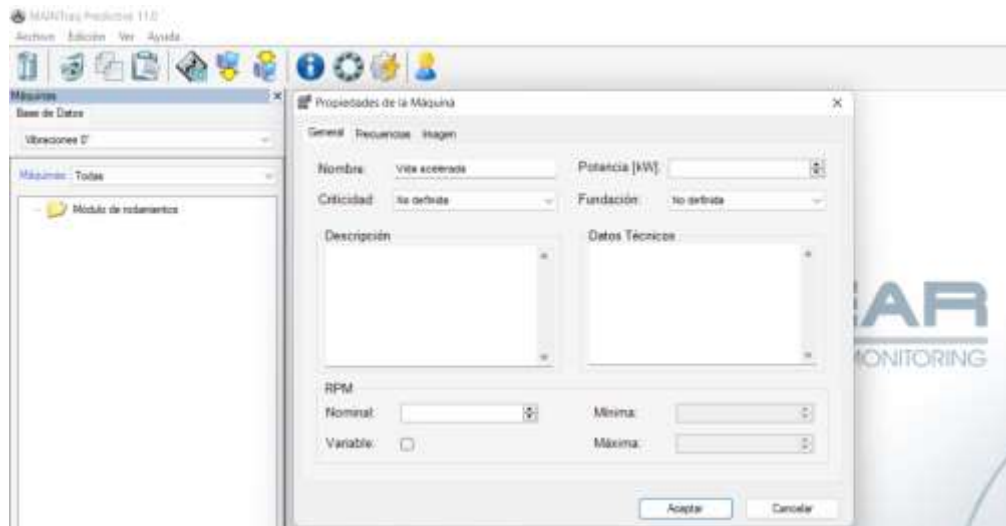 MAINTraq Predictive 11.0
Archivo Edición Ver Ayuda
Máquinas
Base de Datos
Vibraciones D'
Máquinas: Todas
Módulo de rodamientos
Propiedades de la Máquina
General Frecuencias Imagen
Nombre: Vida acelerada Potencia [kW]:
Criticidad: No definida Fundación: No definida
Descripción Datos Técnicos
EAR
MONITORING
RPM
Nominal: Mínima:
Variable: Máxima:
Aceptar Cancelar